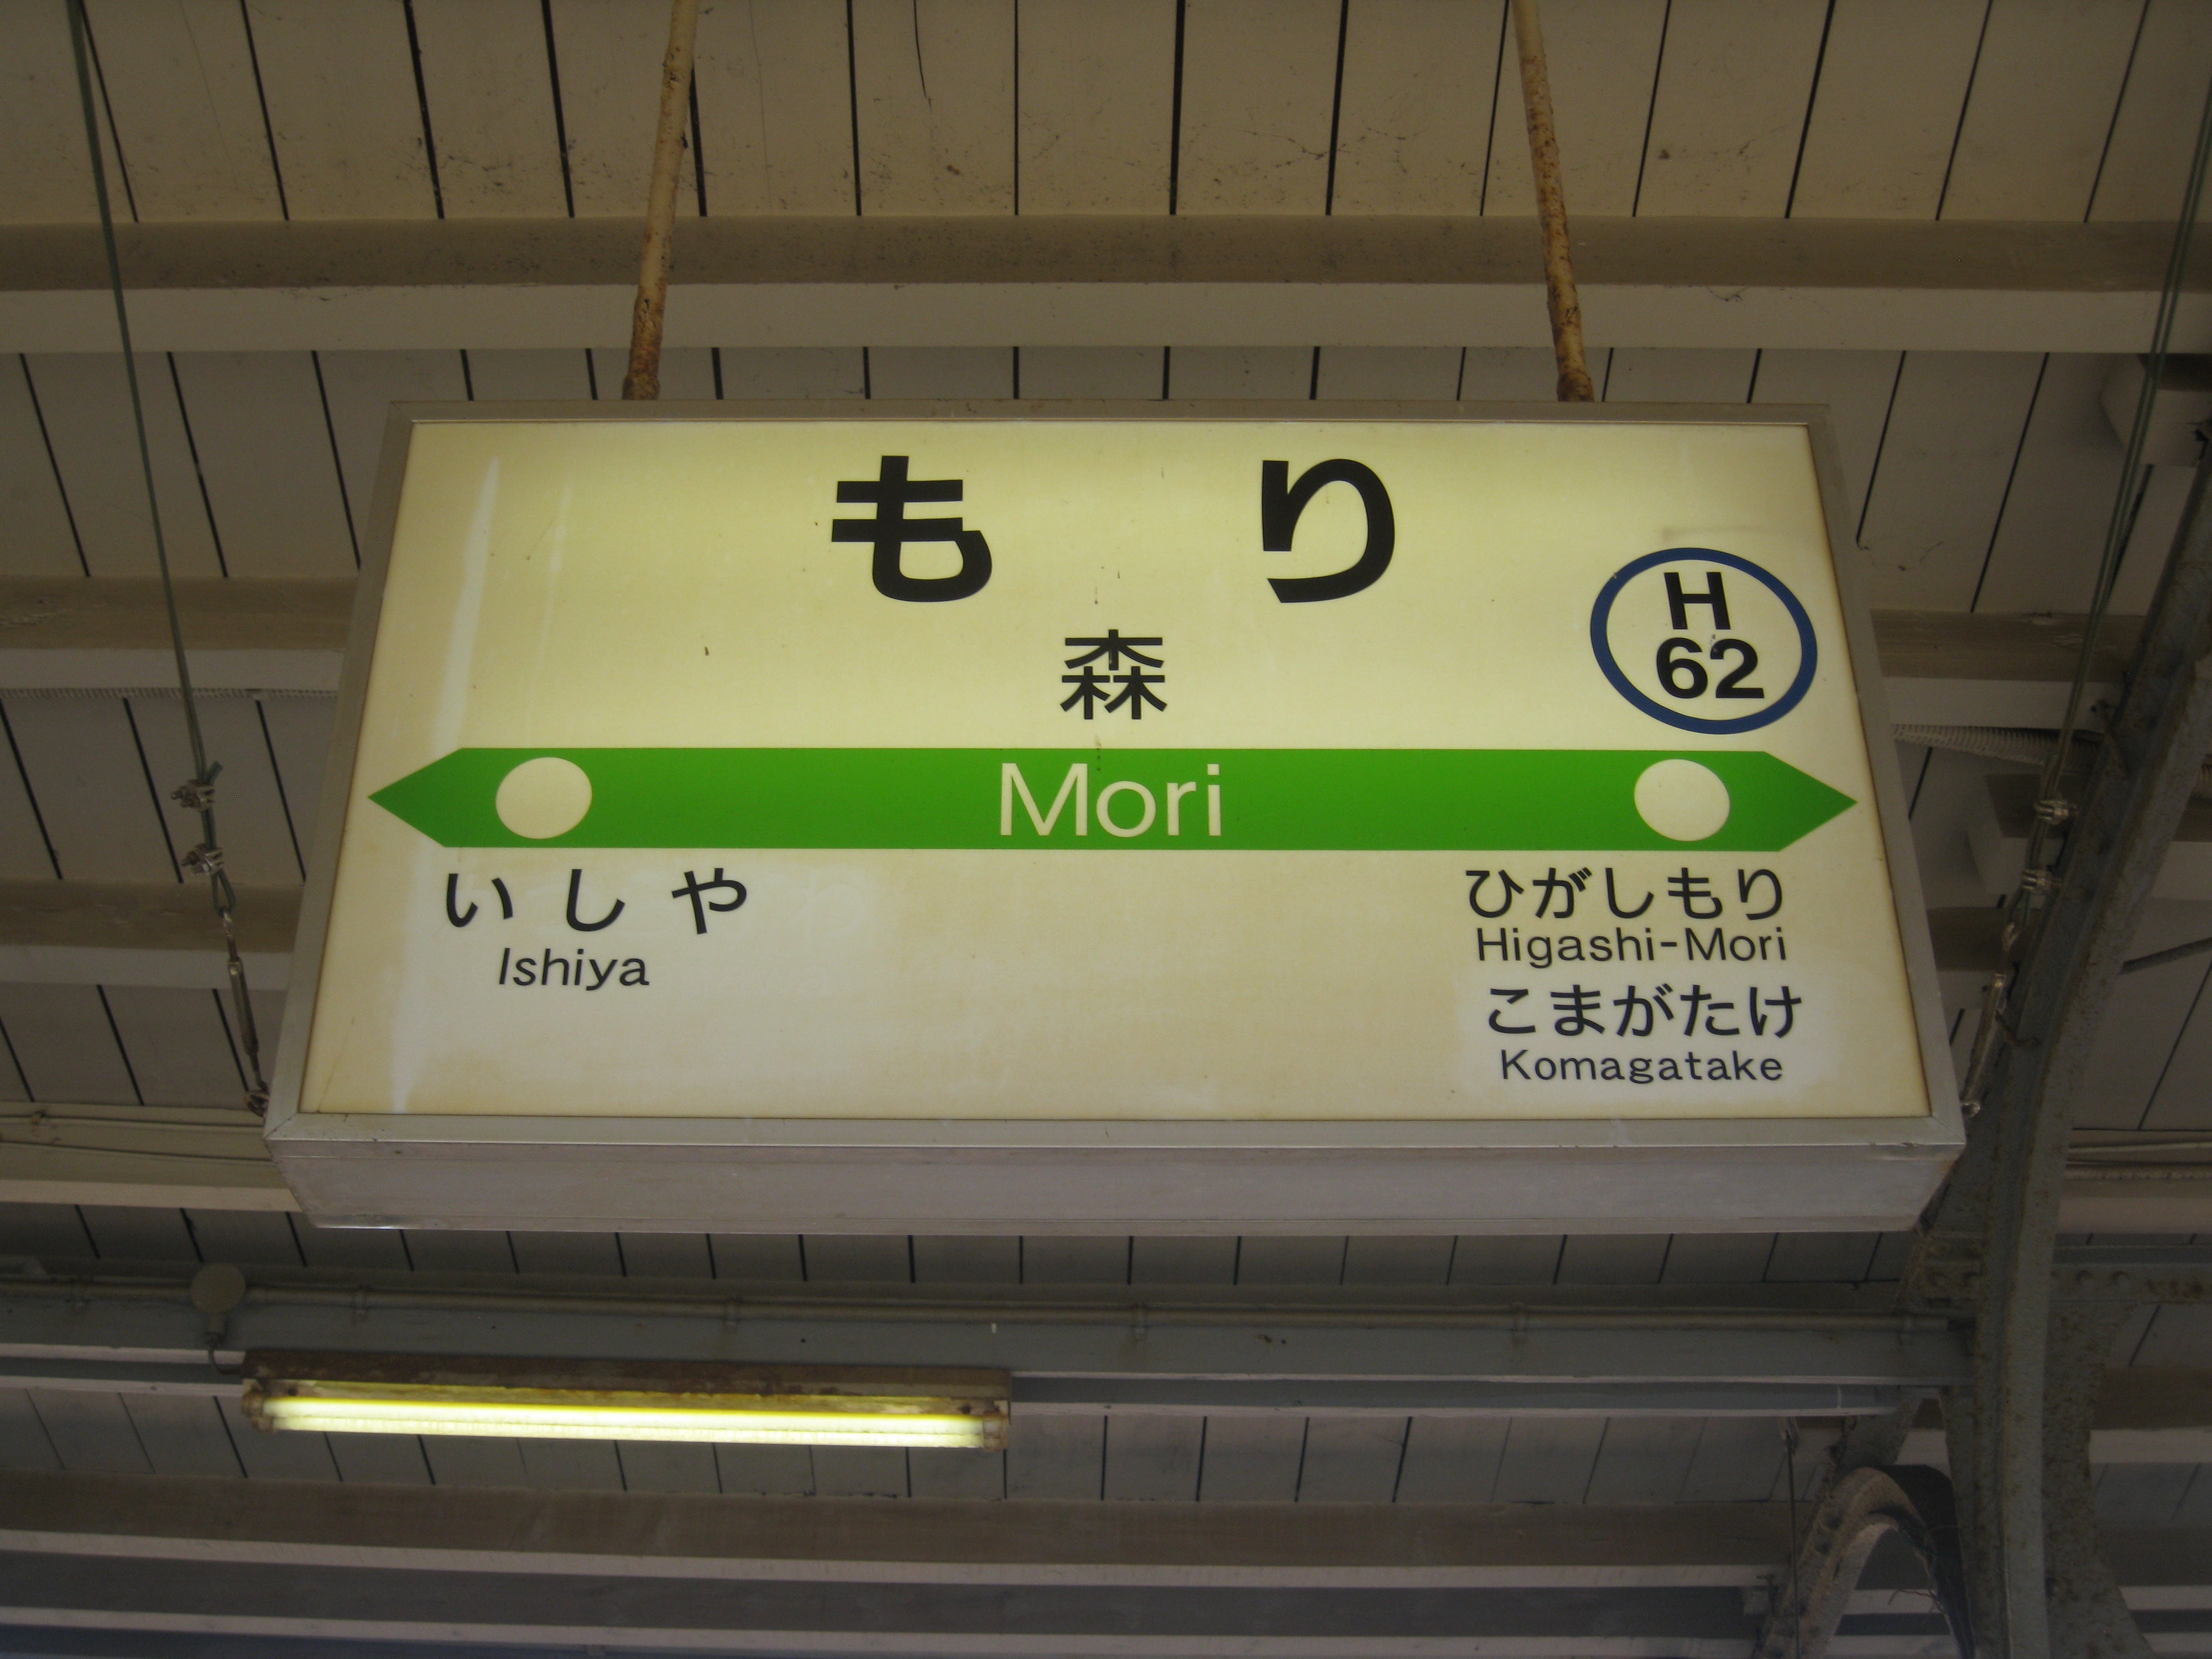 もり
森
H
62
Mori
いしや
Ishiya
ひがしもり
Higashi-Mori
こまがたけ
Komagatake